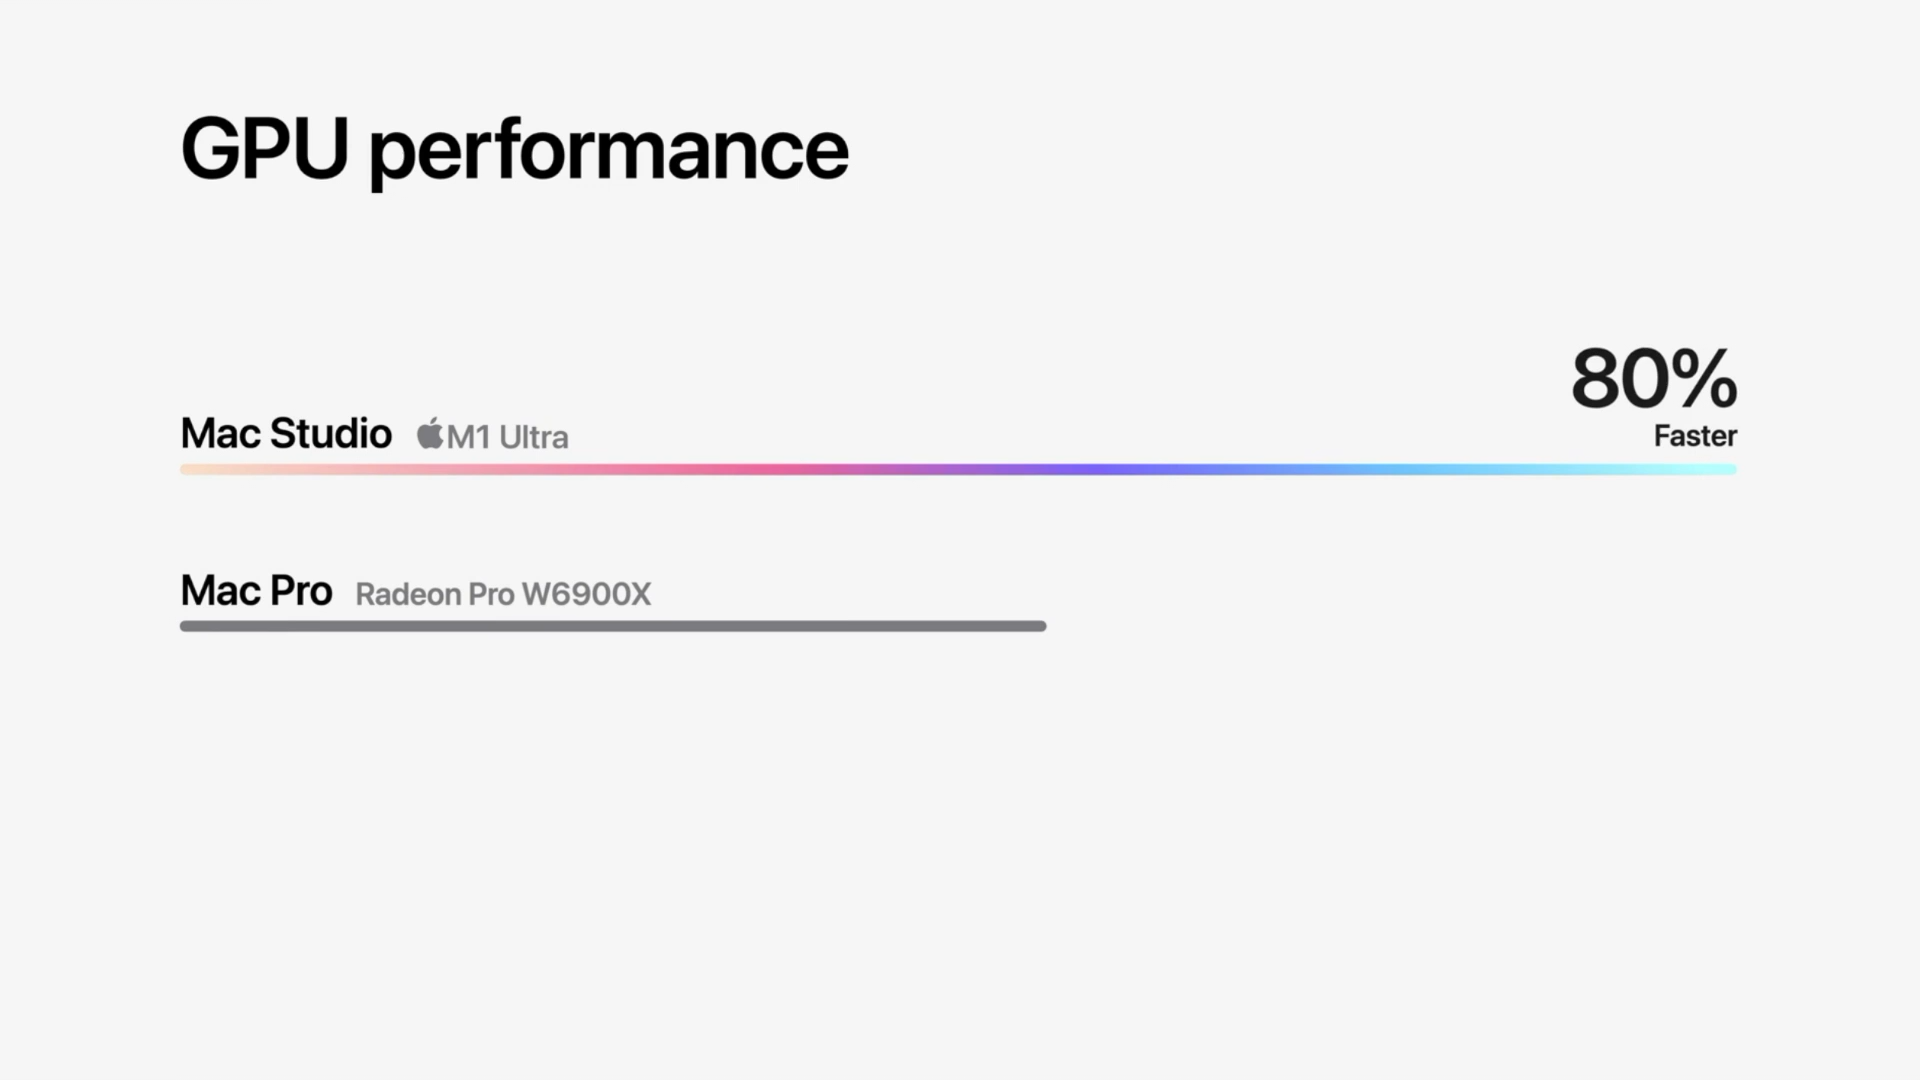 GPU performance
80%
Faster
Mac Studio M1 Ultra
Mac Pro Radeon Pro W6900X